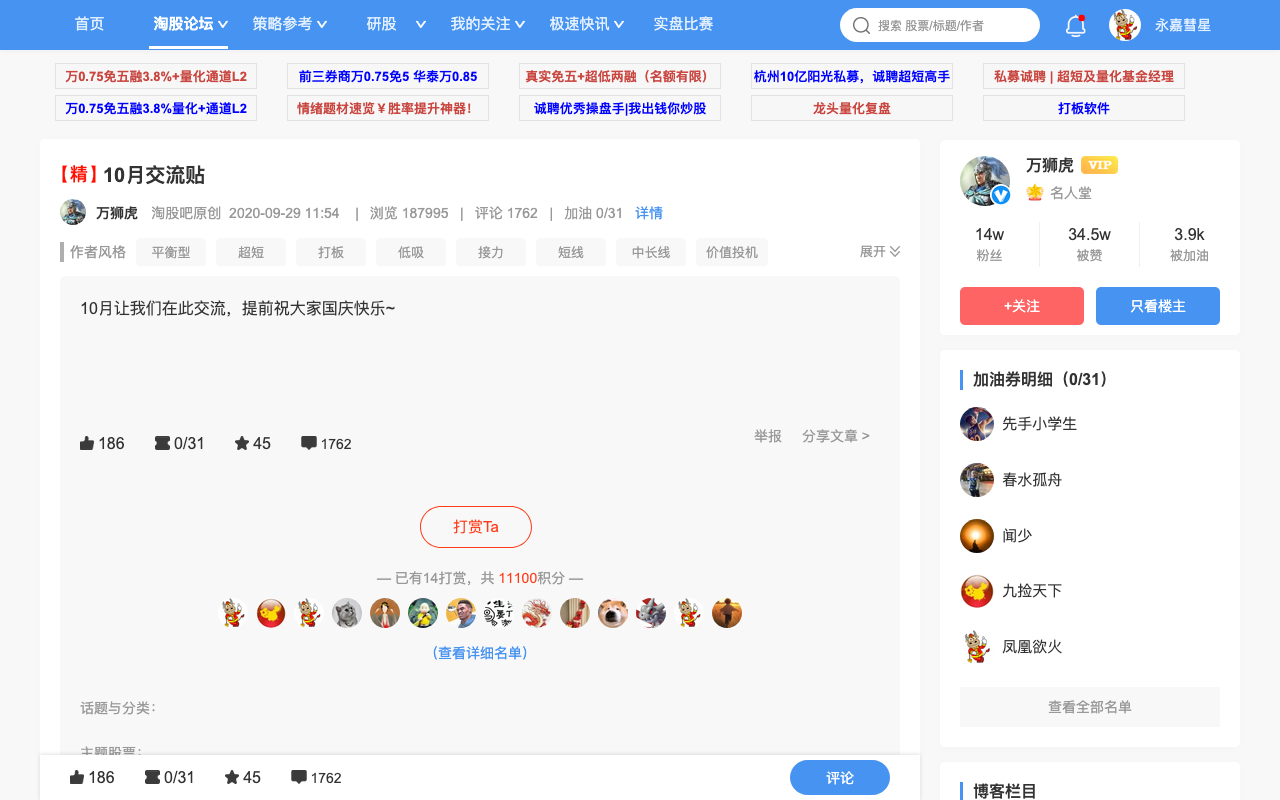 首页 淘股论坛 策略参考 研股 我的关注 极速快讯 实盘比赛 搜索 股票/标题/作者 永嘉彗星
万0.75免五融3.8%+量化通道L2 前三券商万0.75免5 华泰万0.85 真实免五+超低两融（名额有限） 杭州10亿阳光私募，诚聘超短高手 私募诚聘 | 超短及量化基金经理
万0.75免五融3.8%量化+通道L2 情绪题材速览￥胜率提升神器! 诚聘优秀操盘手|我出钱你炒股 龙头量化复盘 打板软件
【精】10月交流贴
万狮虎 淘股吧原创 2020-09-29 11:54 | 浏览 187995 | 评论 1762 | 加油 0/31 详情
作者风格 平衡型 超短 打板 低吸 接力 短线 中长线 价值投机 展开
10月让我们在此交流，提前祝大家国庆快乐~
186 0/31 45 1762 举报 分享文章 >
打赏Ta
— 已有14打赏，共 11100积分 —
（查看详细名单）
话题与分类：
主题股票：
186 0/31 45 1762 评论
万狮虎 VIP
名人堂
14w 34.5w 3.9k
粉丝 被赞 被加油
+关注 只看楼主
加油券明细（0/31）
先手小学生
春水孤舟
闻少
九捡天下
凤凰欲火
查看全部名单
博客栏目